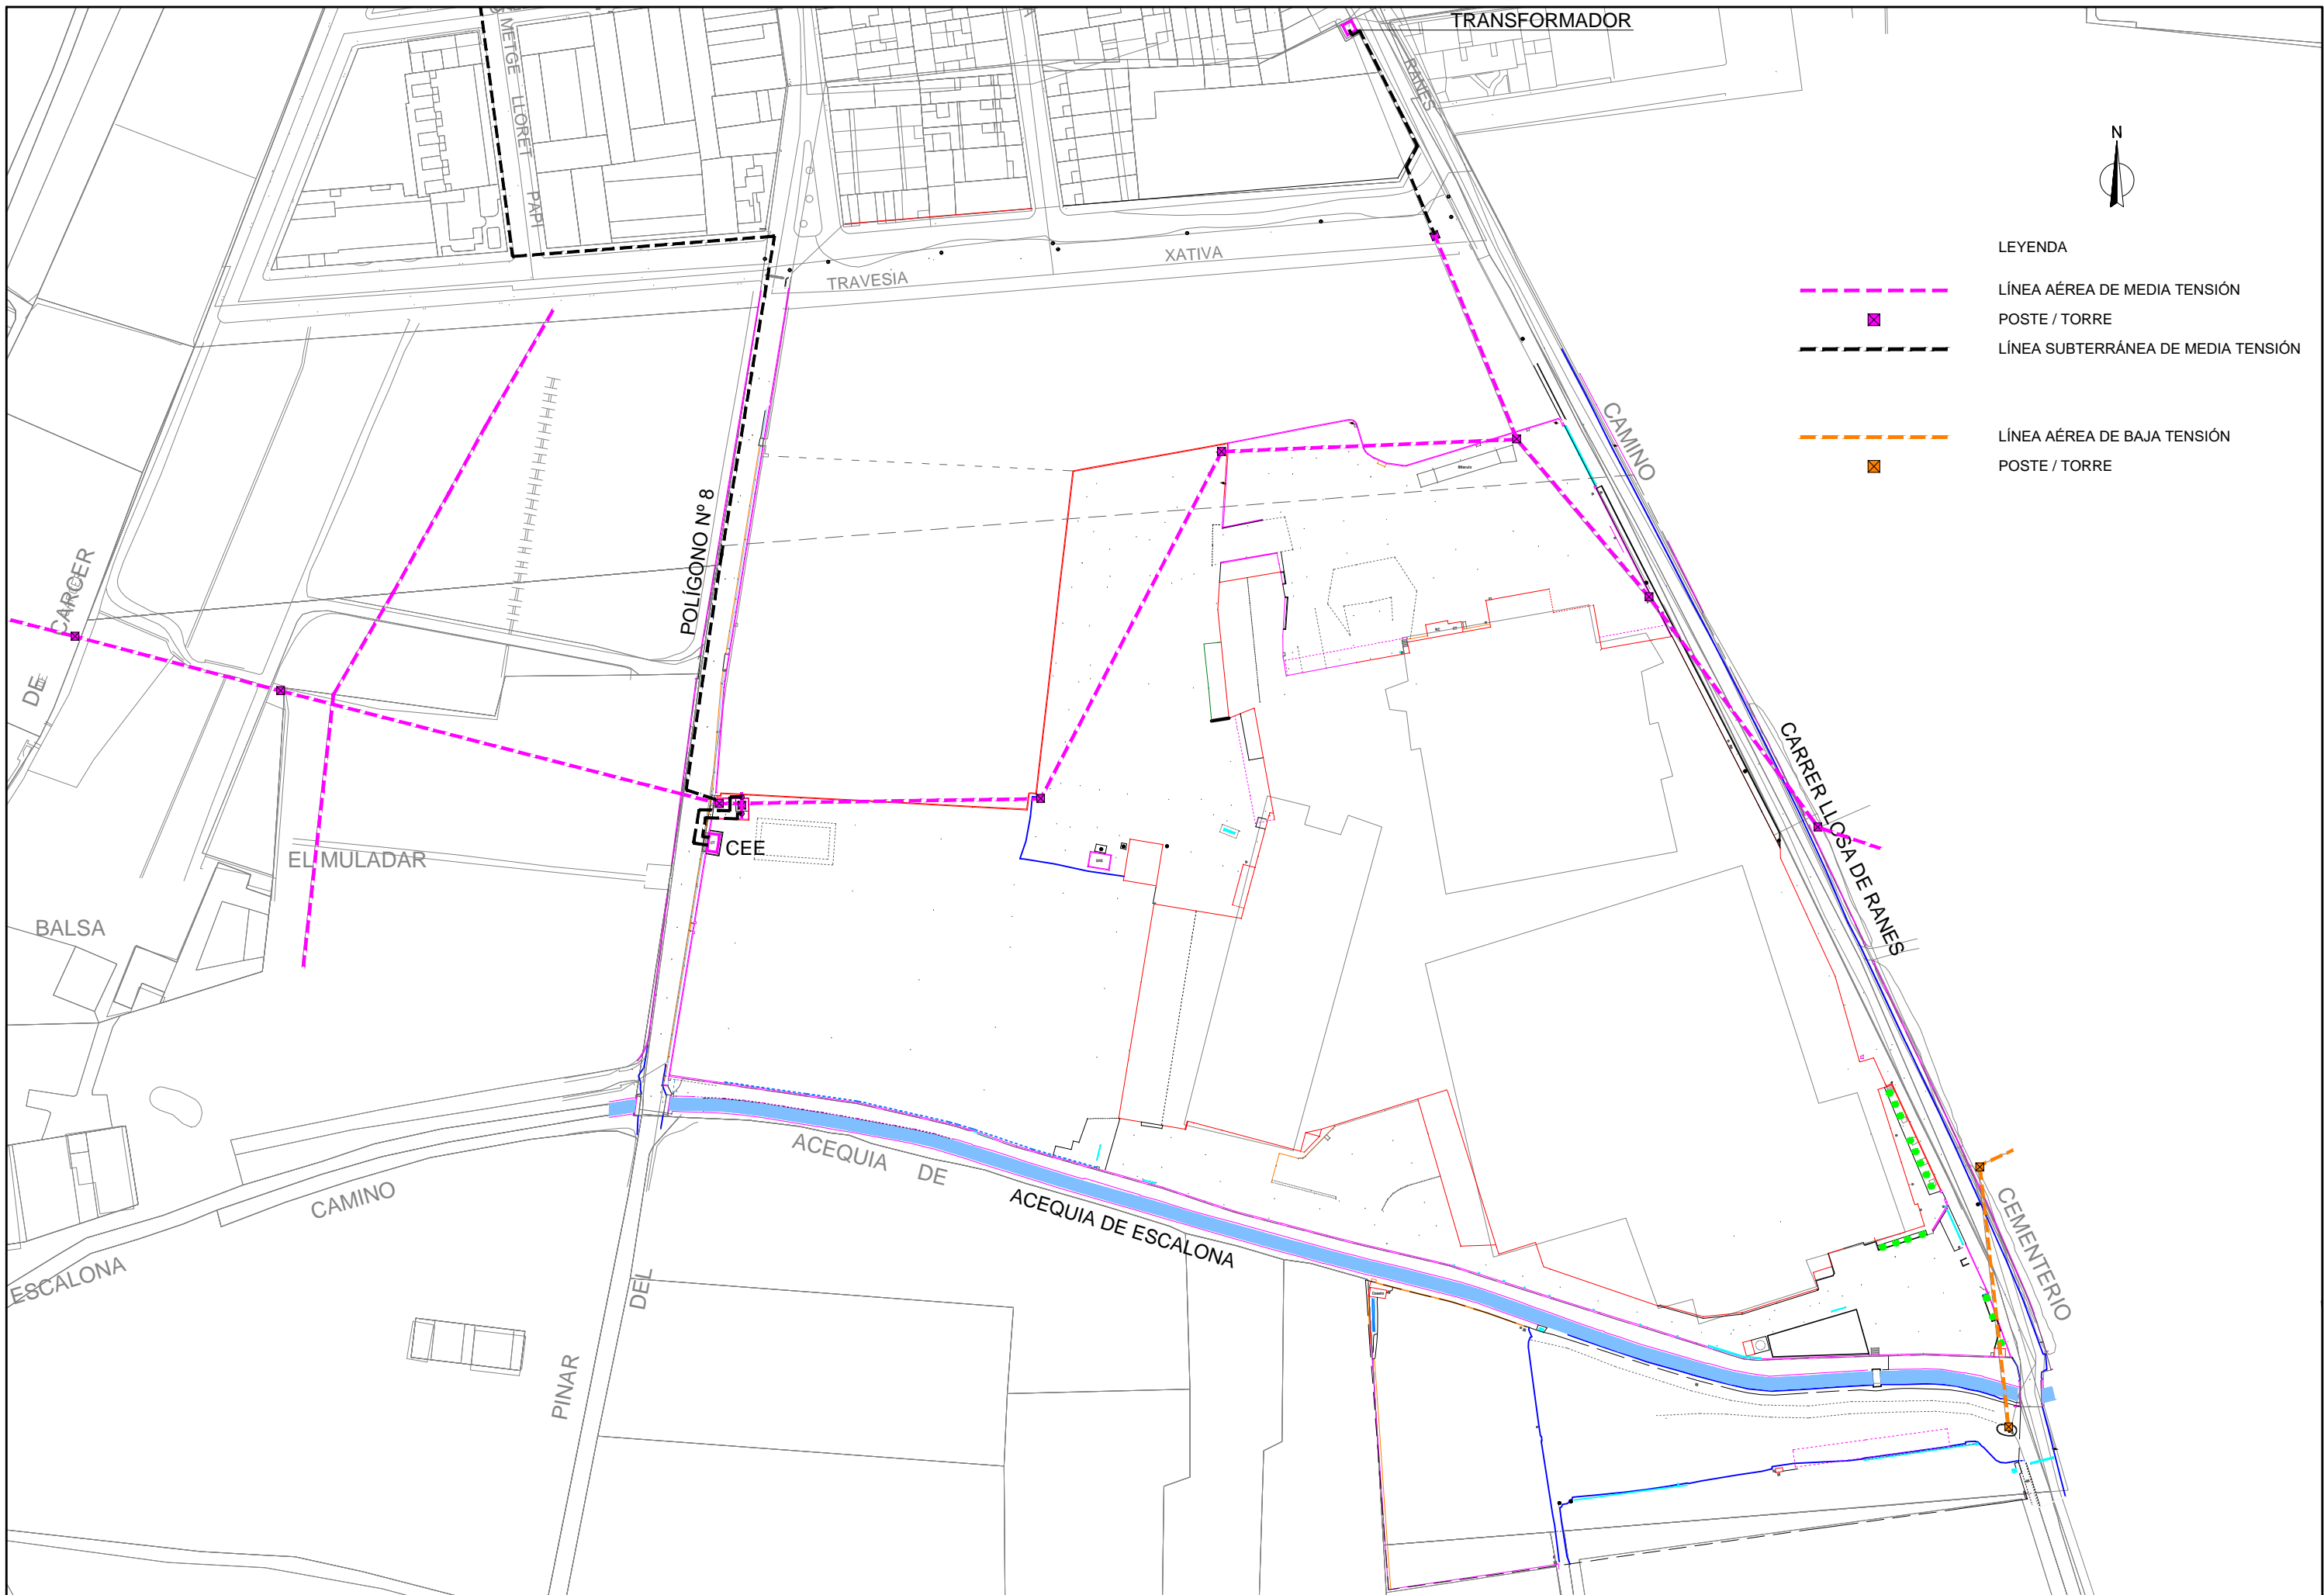 TRANSFORMADOR
METGE LLORET PAPI
RANES
N
LEYENDA
LÍNEA AÉREA DE MEDIA TENSIÓN
POSTE / TORRE
LÍNEA SUBTERRÁNEA DE MEDIA TENSIÓN
LÍNEA AÉREA DE BAJA TENSIÓN
POSTE / TORRE
TRAVESIA XATIVA
CAMINO
POLÍGONO Nº 8
CARCER
DE
CARRER LLOSA DE RANES
CEE
EL MULADAR
BALSA
ACEQUIA DE
ACEQUIA DE ESCALONA
CAMINO
ESCALONA
DEL
PINAR
CEMENTERIO